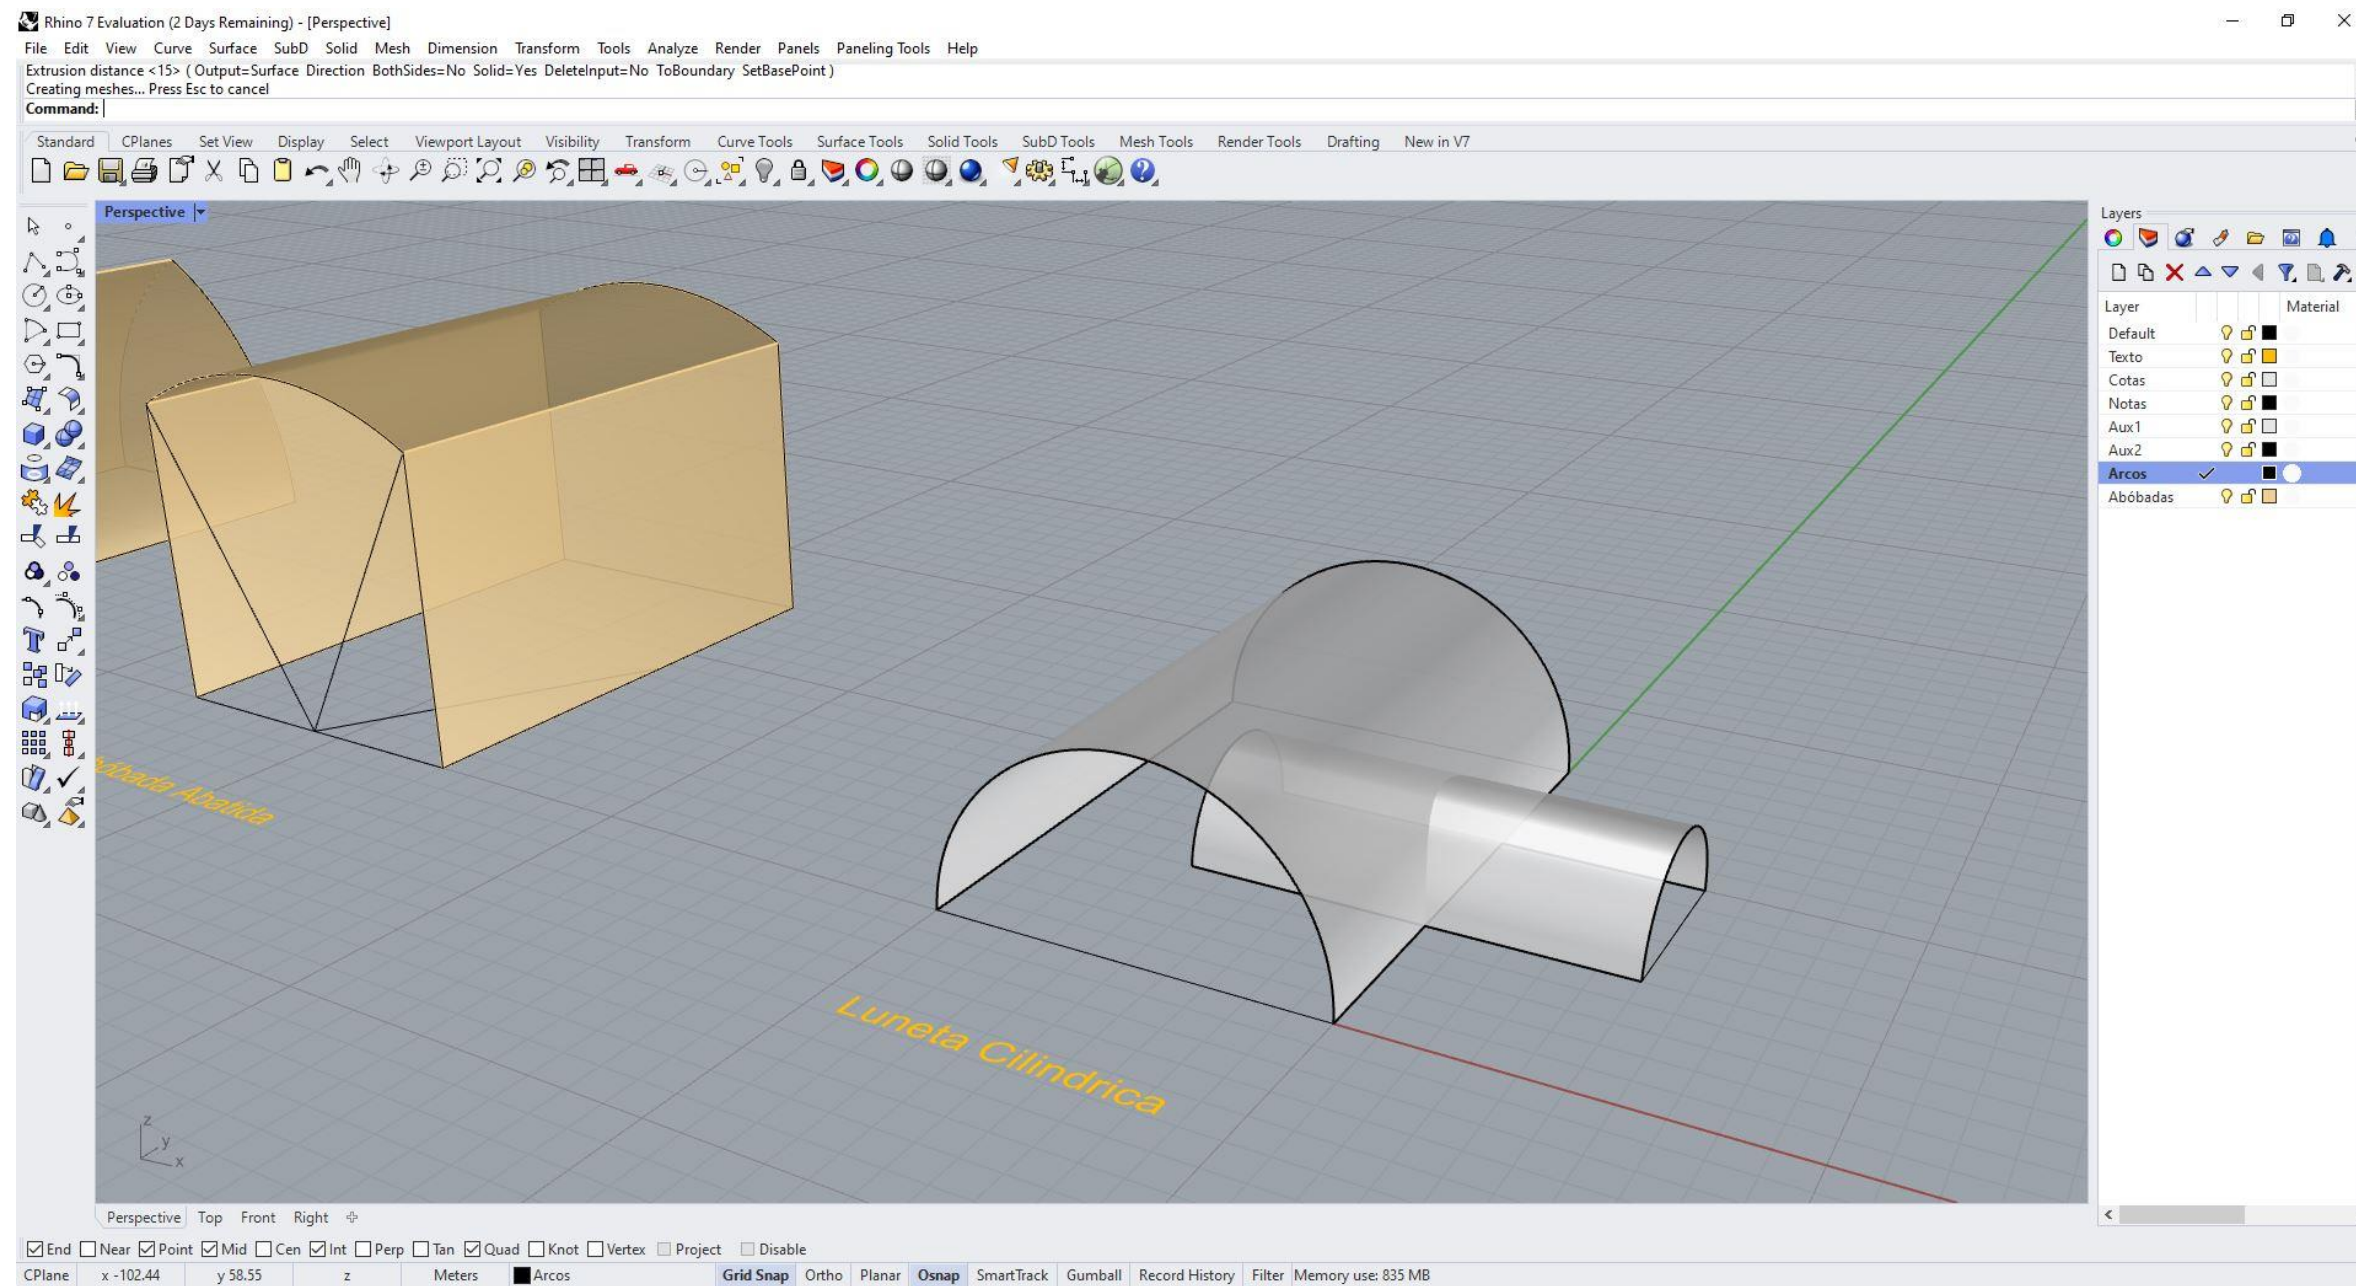 Rhino 7 Evaluation (2 Days Remaining) - [Perspective]
File Edit View Curve Surface SubD Solid Mesh Dimension Transform Tools Analyze Render Panels Paneling Tools Help
Extrusion distance <15> ( Output=Surface Direction BothSides=No Solid=Yes DeleteInput=No ToBoundary SetBasePoint )
Creating meshes... Press Esc to cancel
Command:
Standard CPlanes Set View Display Select Viewport Layout Visibility Transform Curve Tools Surface Tools Solid Tools SubD Tools Mesh Tools Render Tools Drafting New in V7
Perspective
Layers
Layer Material
Default
Texto
Cotas
Notas
Aux1
Aux2
Arcos
Abóbadas
Abatida
Luneta Cilindrica
z
y
x
Perspective Top Front Right
End Near Point Mid Cen Int Perp Tan Quad Knot Vertex Project Disable
CPlane x -102.44 y 58.55 z Meters Arcos Grid Snap Ortho Planar Osnap SmartTrack Gumball Record History Filter Memory use: 835 MB